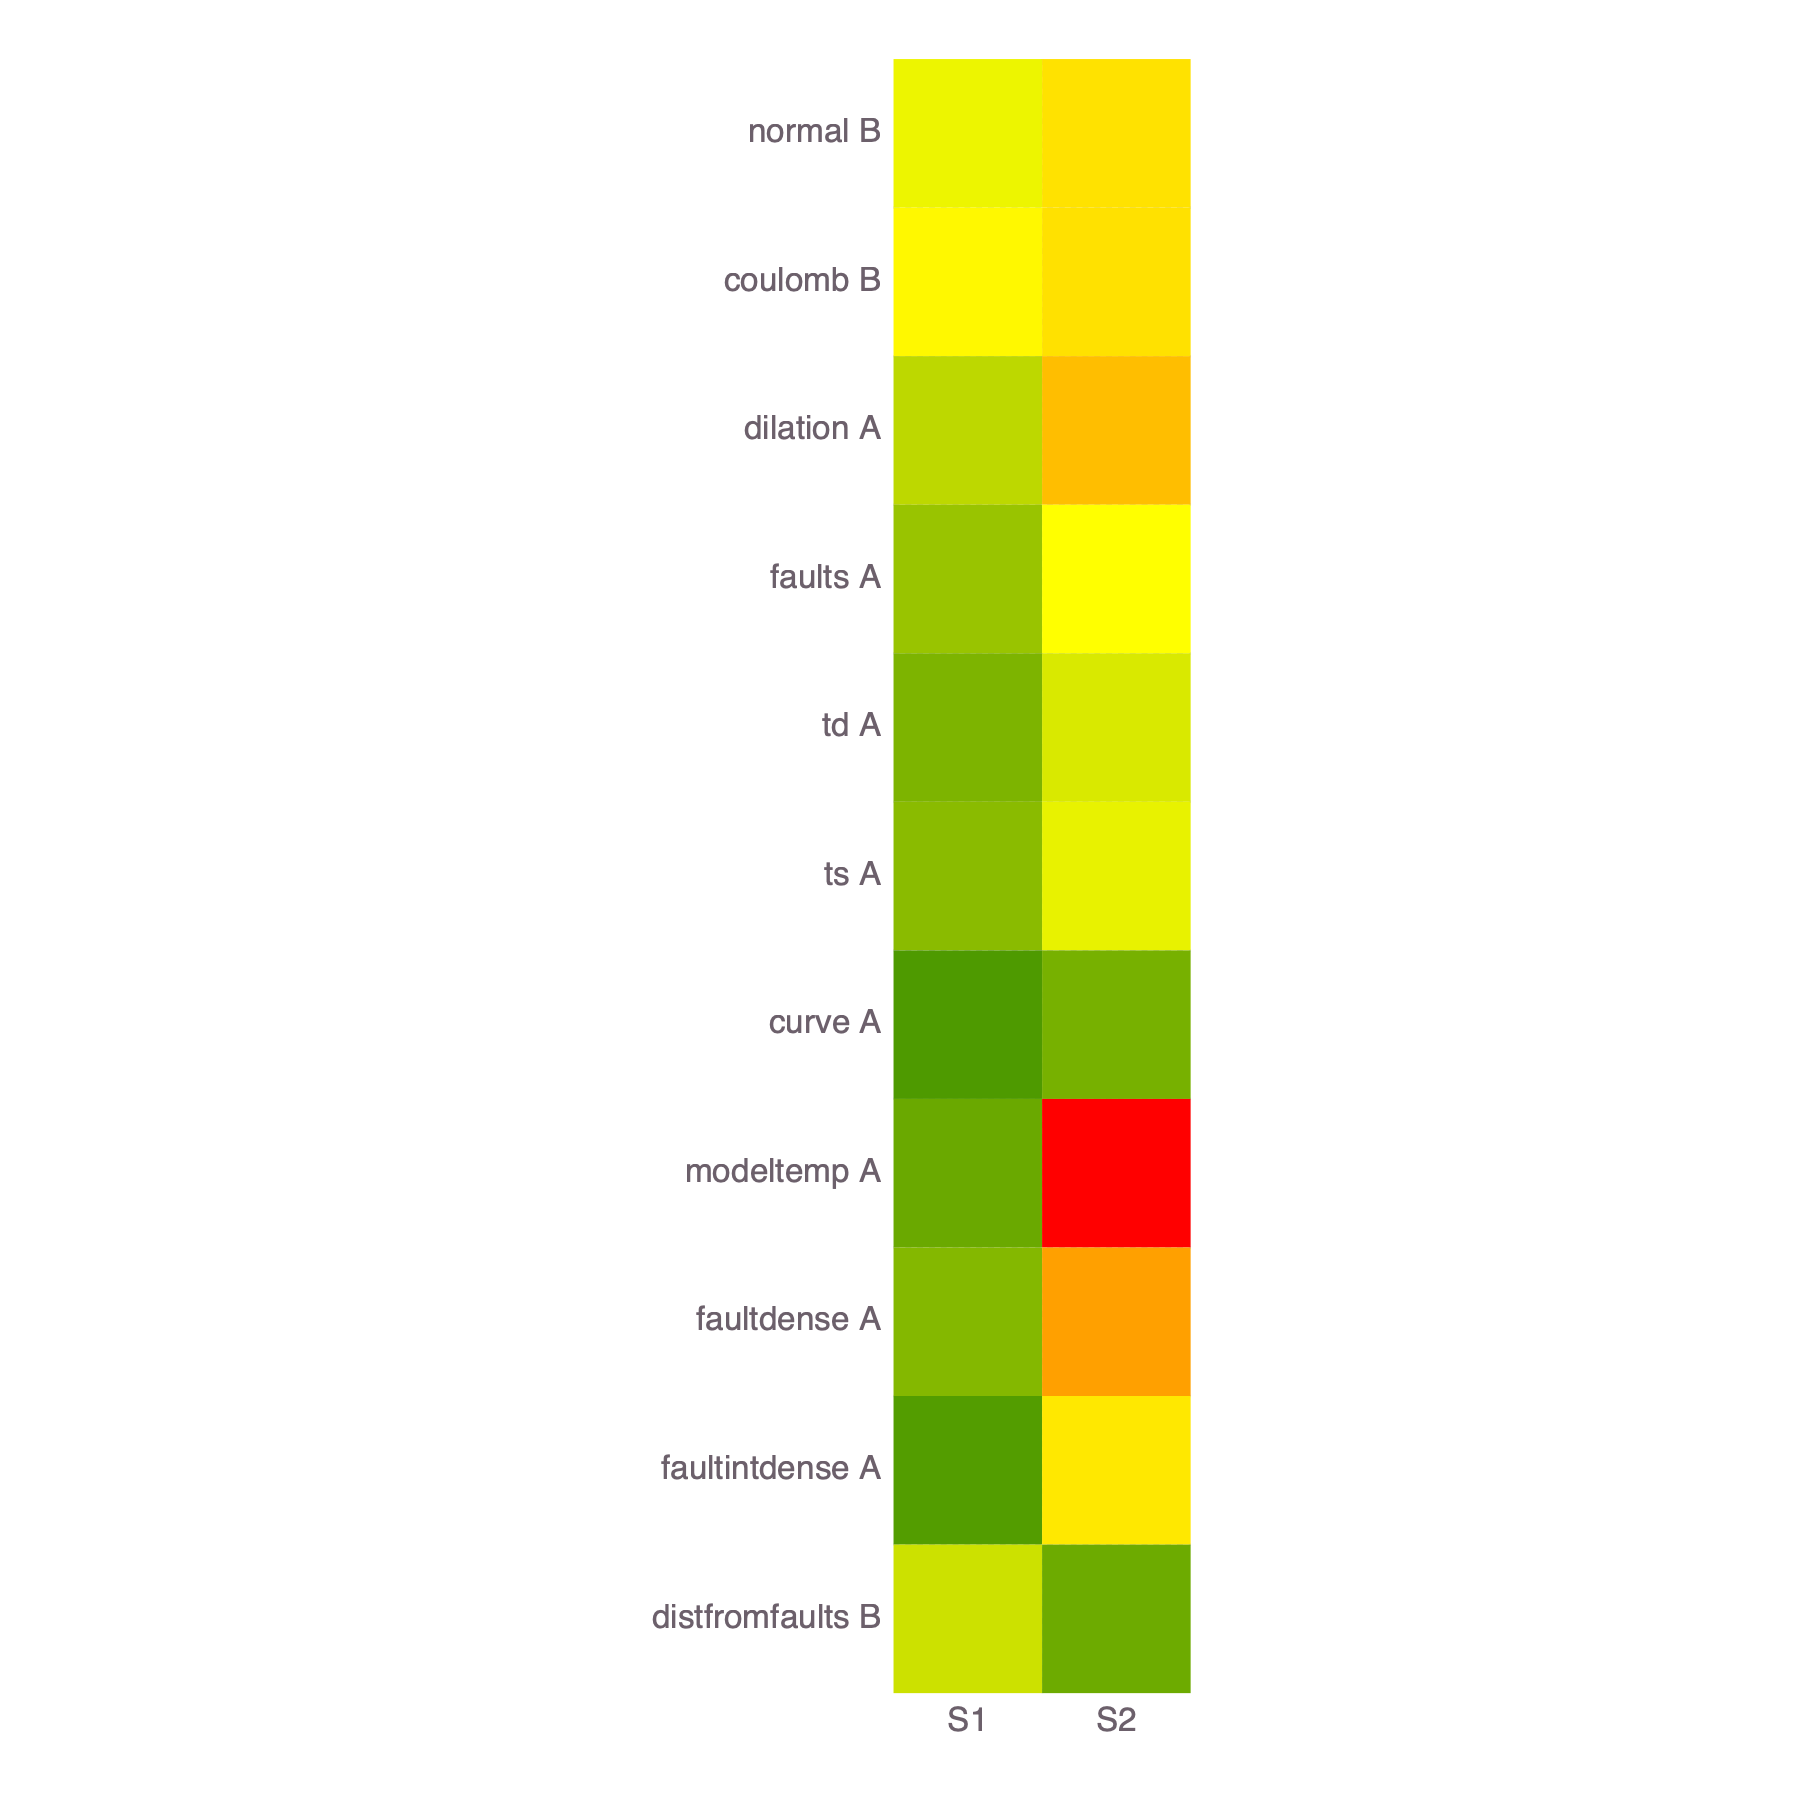 normal B
coulomb B
dilation A
faults A
td A
ts A
curve A
modeltemp A
faultdense A
faultintdense A
distfromfaults B
S1 S2